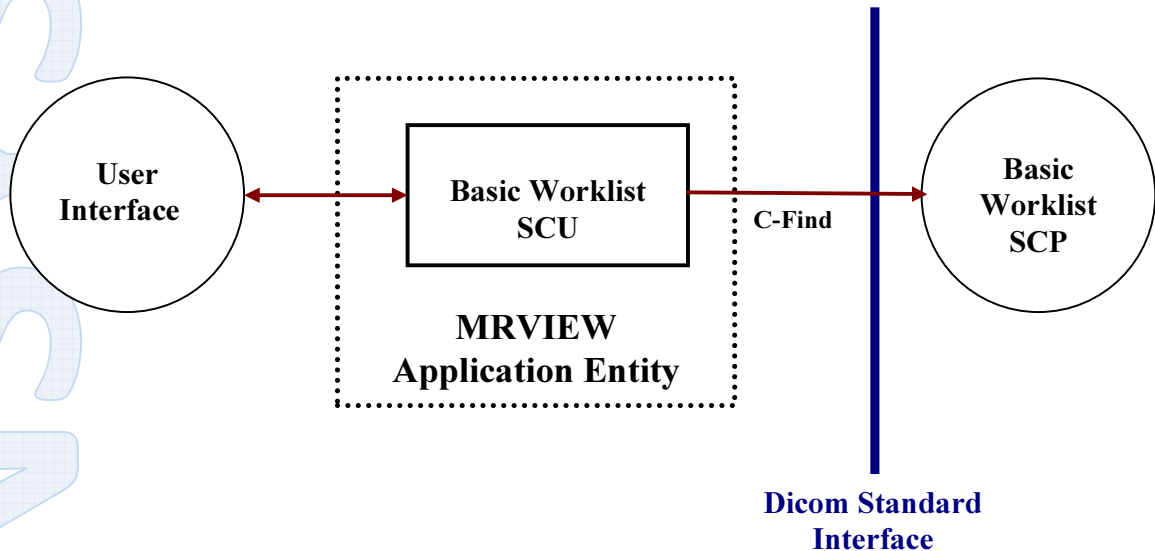 User
Interface
Basic Worklist
SCU
MRVIEW
Application Entity
C-Find
Basic
Worklist
SCP
Dicom Standard
Interface